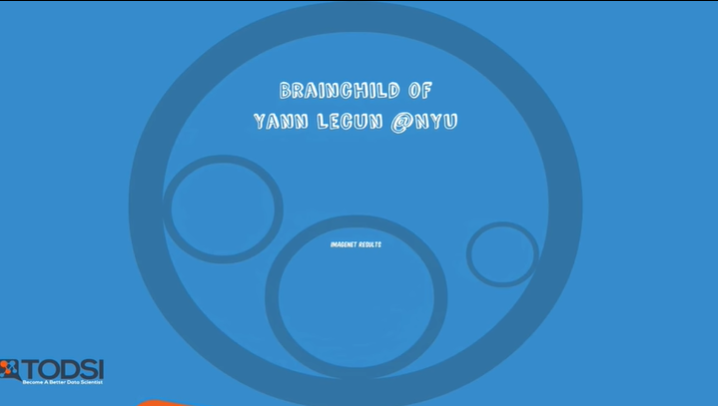 BRAINCHILD OF
YANN LECUN @NYU
IMAGENET RESULTS
TODSI
Become A Better Data Scientist